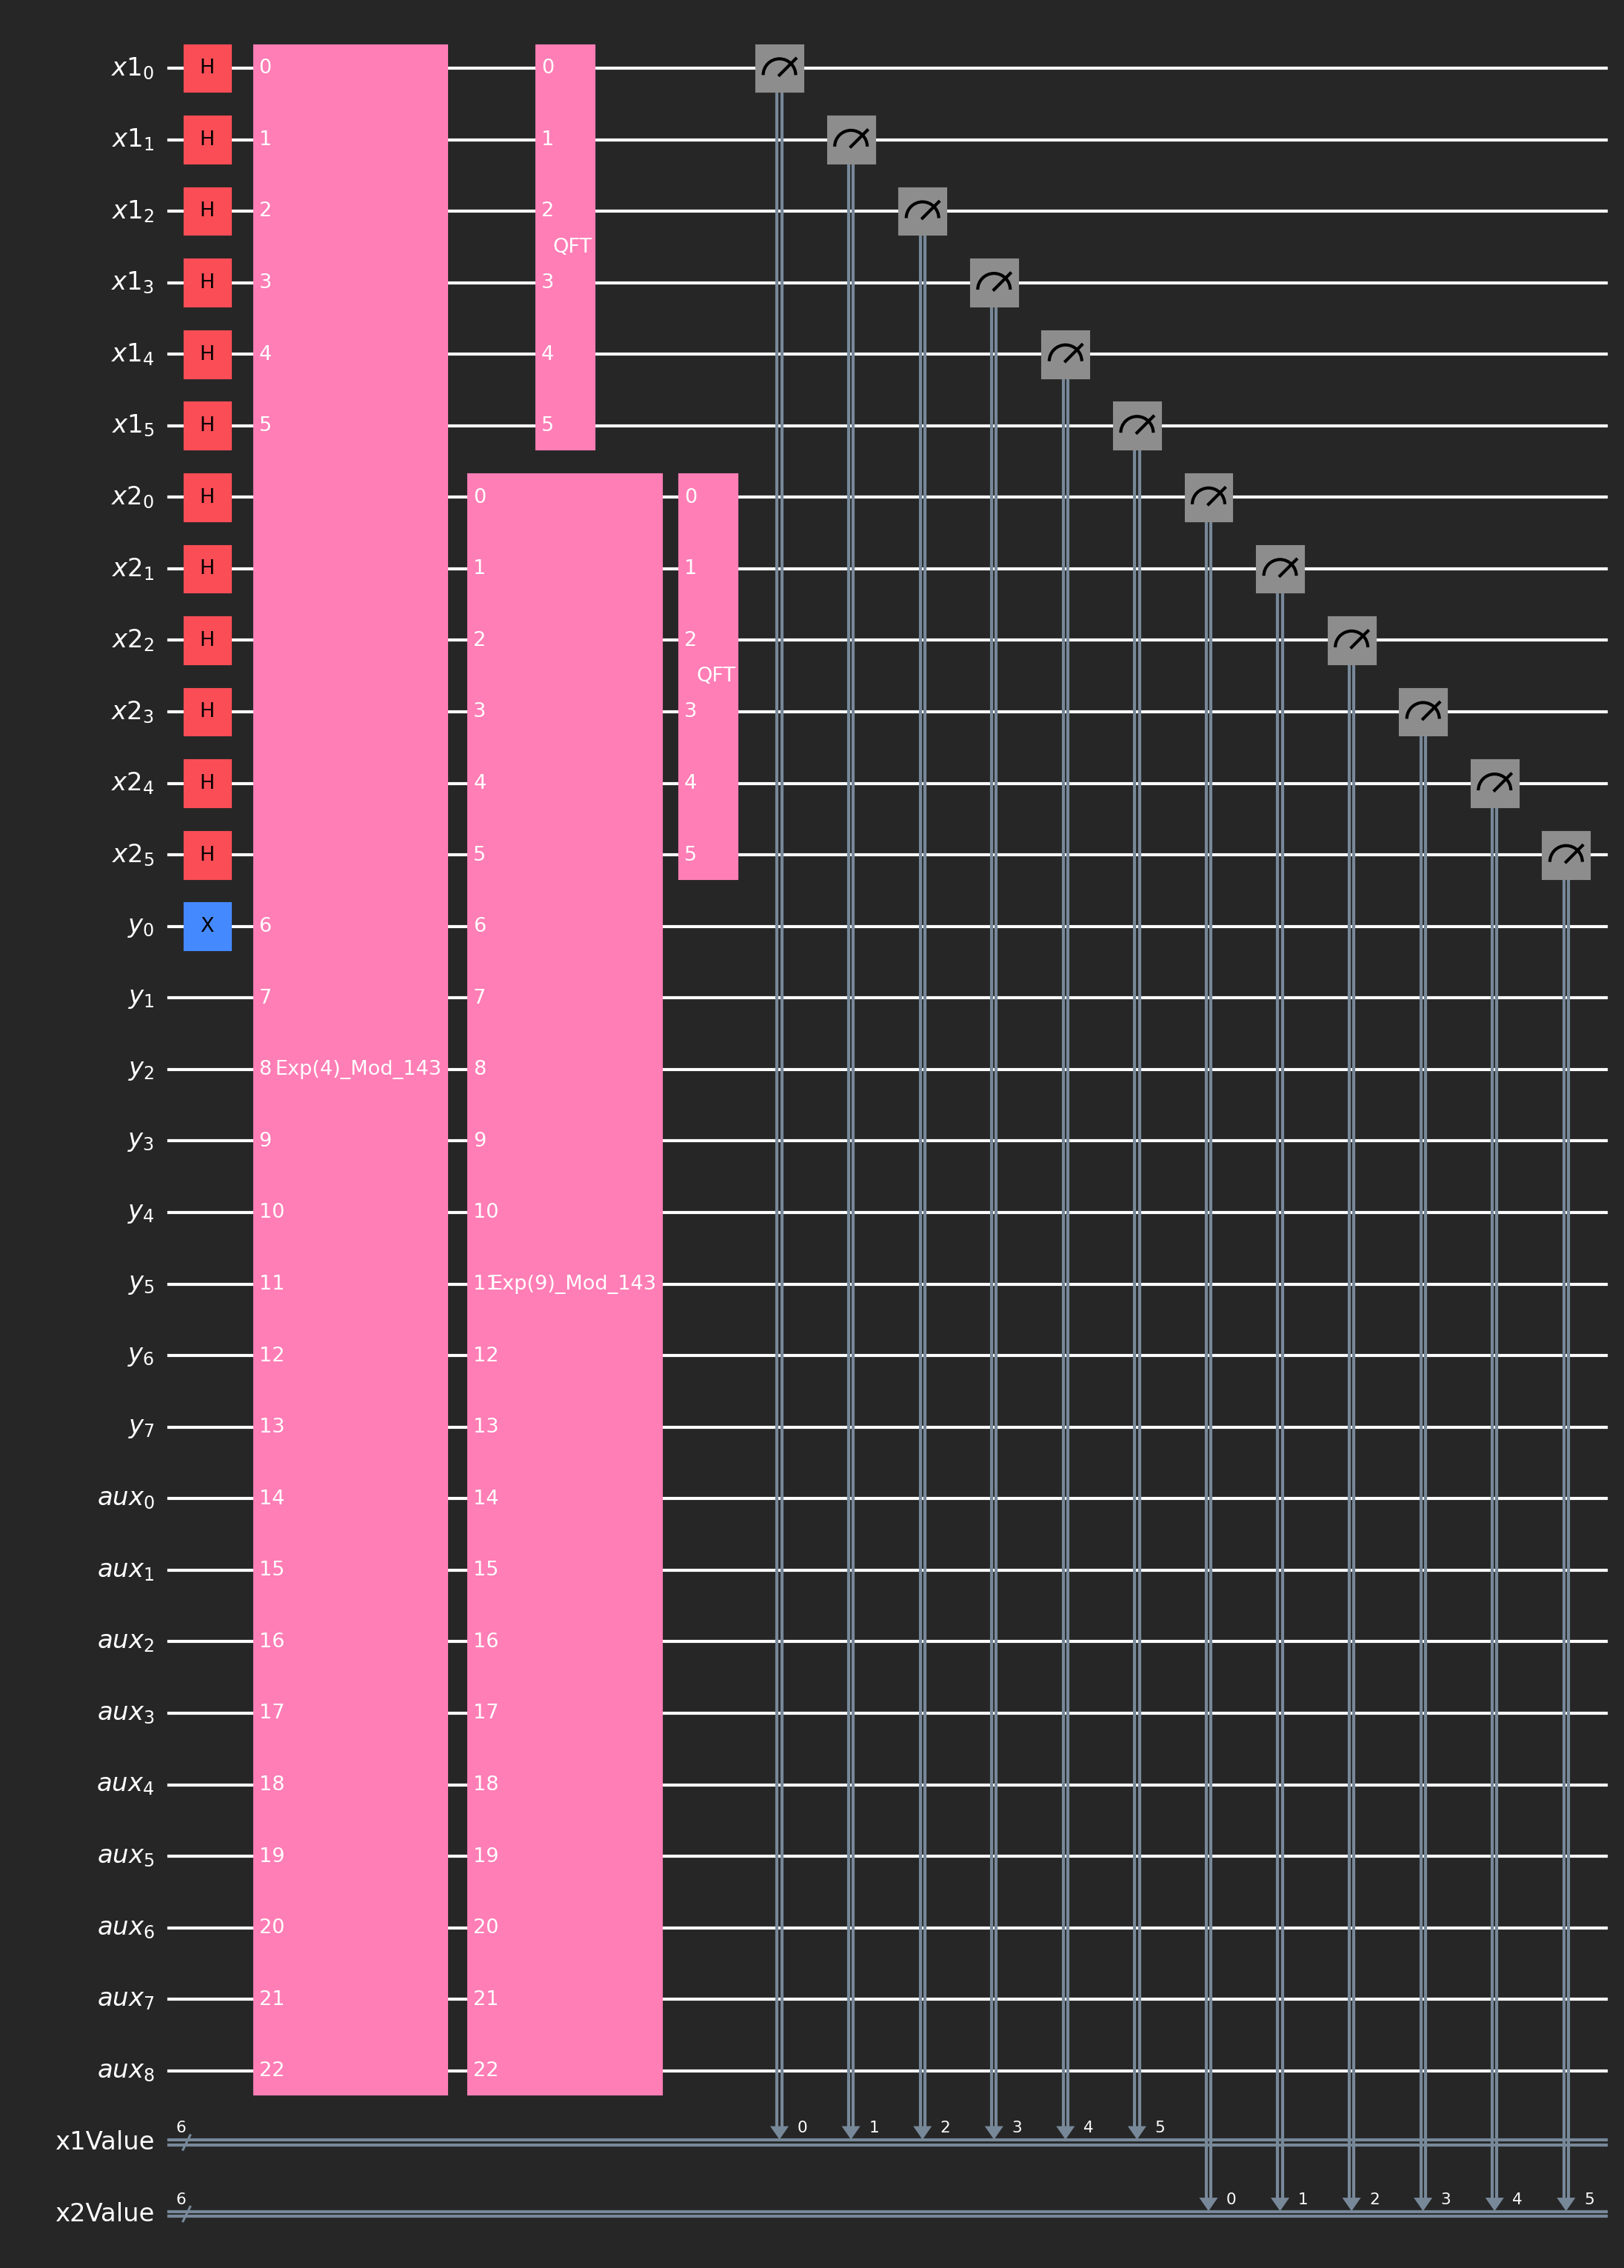 x1₀ H 0 0
x1₁ H 1 1
x1₂ H 2 2
QFT
x1₃ H 3 3
x1₄ H 4 4
x1₅ H 5 5
x2₀ H 0 0
x2₁ H 1 1
x2₂ H 2 2
QFT
x2₃ H 3 3
x2₄ H 4 4
x2₅ H 5 5
y₀ X 6 6
y₁ 7 7
y₂ 8 Exp(4)_Mod_143 8
y₃ 9 9
y₄ 10 10
y₅ 11 11 Exp(9)_Mod_143
y₆ 12 12
y₇ 13 13
aux₀ 14 14
aux₁ 15 15
aux₂ 16 16
aux₃ 17 17
aux₄ 18 18
aux₅ 19 19
aux₆ 20 20
aux₇ 21 21
aux₈ 22 22
x1Value 6 0 1 2 3 4 5
x2Value 6 0 1 2 3 4 5